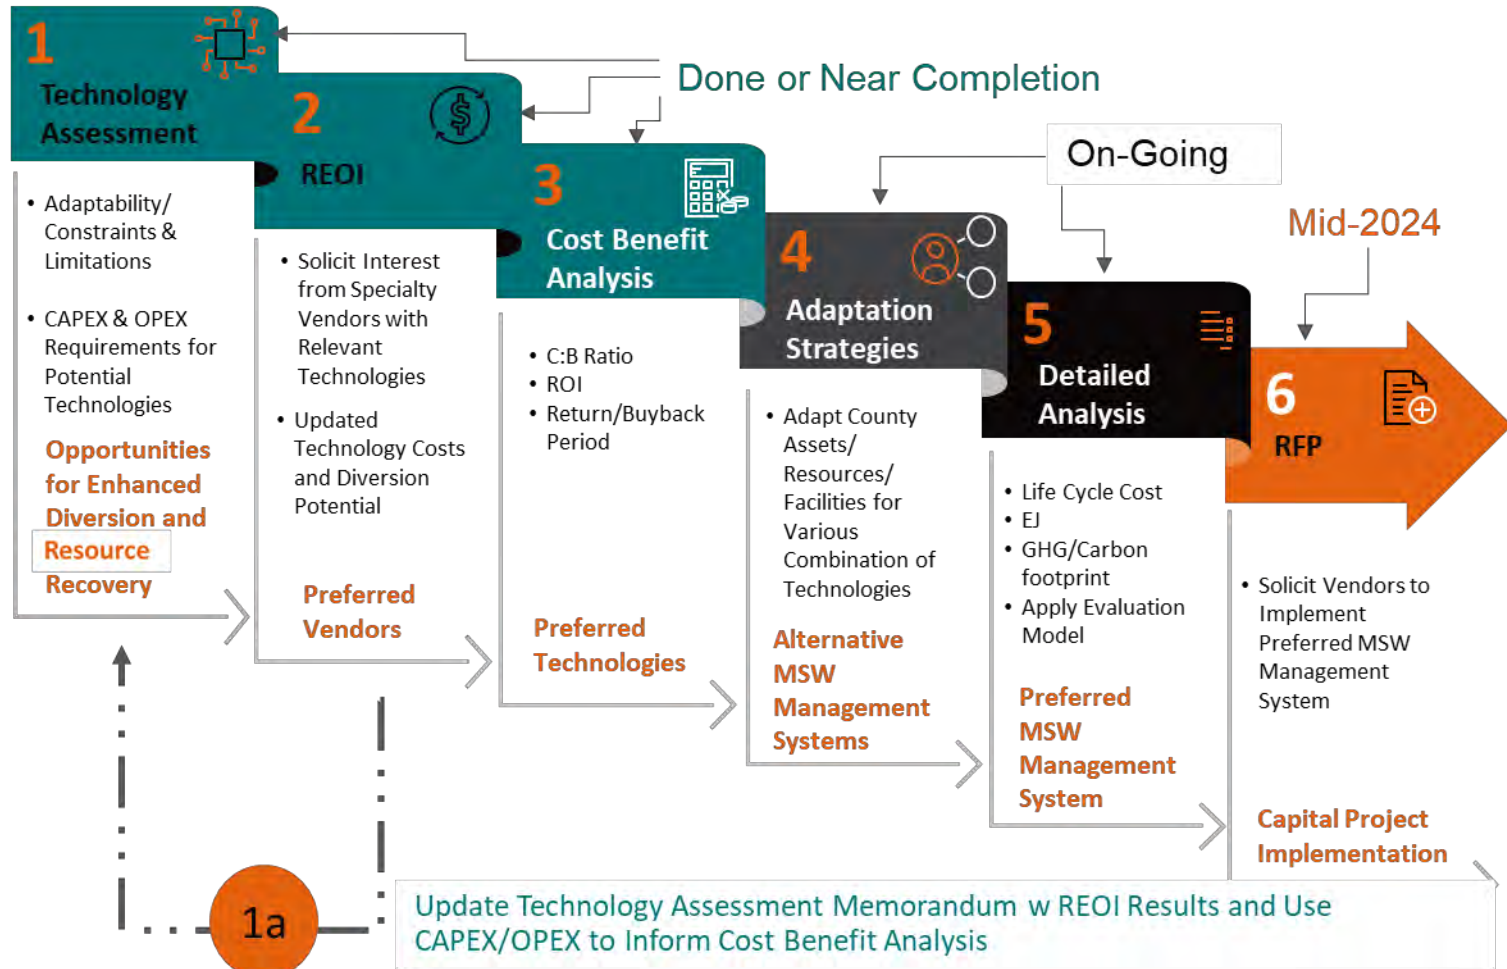 1
Technology
Assessment
• Adaptability/
Constraints &
Limitations
• CAPEX & OPEX
Requirements for
Potential
Technologies
Opportunities
for Enhanced
Diversion and
Resource
Recovery
2
REOI
• Solicit Interest
from Specialty
Vendors with
Relevant
Technologies
• Updated
Technology Costs
and Diversion
Potential
Preferred
Vendors
Done or Near Completion
3
Cost Benefit
Analysis
• C:B Ratio
• ROI
• Return/Buyback
Period
Preferred
Technologies
On-Going
4
Adaptation
Strategies
• Adapt County
Assets/
Resources/
Facilities for
Various
Combination of
Technologies
Alternative
MSW
Management
Systems
5
Detailed
Analysis
• Life Cycle Cost
• EJ
• GHG/Carbon
footprint
• Apply Evaluation
Model
Preferred
MSW
Management
System
Mid-2024
6
RFP
• Solicit Vendors to
Implement
Preferred MSW
Management
System
Capital Project
Implementation
1a
Update Technology Assessment Memorandum w REOI Results and Use
CAPEX/OPEX to Inform Cost Benefit Analysis